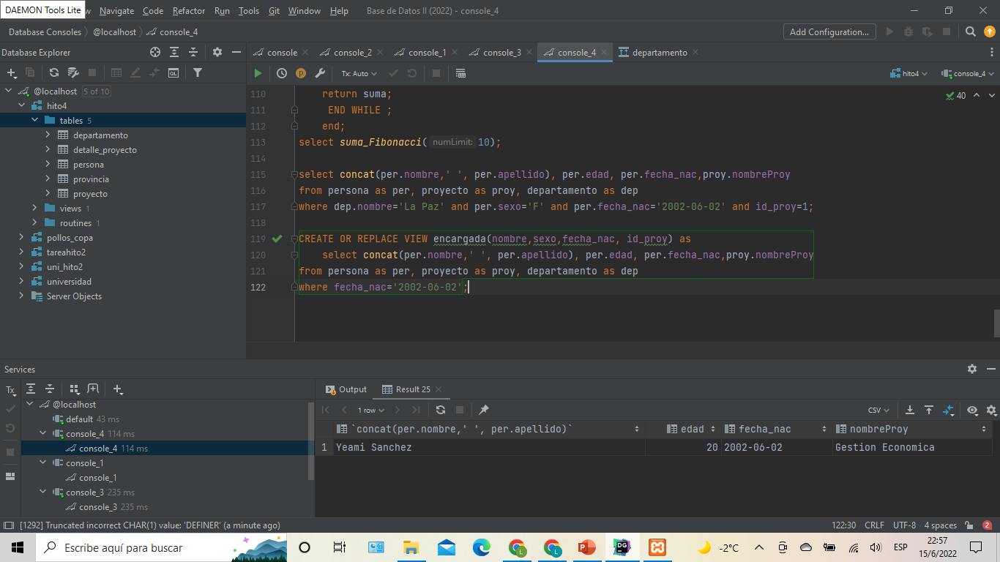 DAEMON Tools Lite
w Navigate Code Refactor Run Tools Git Window Help Base de Datos II (2022) - console_4
Database Consoles @localhost console_4 Add Configuration...
Database Explorer
console console_2 console_1 console_3 console_4 departamento
QL
Tx: Auto hito4 console_4
@localhost 5 of 10
hito4
tables 5
departamento
detalle_proyecto
persona
provincia
proyecto
views 1
routines 1
pollos_copa
tareahito2
uni_hito2
universidad
Server Objects
40
110 return suma;
111 END WHILE ;
112 end;
113 select suma_Fibonacci( numLimit: 10);
114
115 select concat(per.nombre,' ', per.apellido), per.edad, per.fecha_nac,proy.nombreProy
116 from persona as per, proyecto as proy, departamento as dep
117 where dep.nombre='La Paz' and per.sexo='F' and per.fecha_nac='2002-06-02' and id_proy=1;
118
119 CREATE OR REPLACE VIEW encargada(nombre,sexo,fecha_nac, id_proy) as
120 select concat(per.nombre,' ', per.apellido), per.edad, per.fecha_nac,proy.nombreProy
121 from persona as per, proyecto as proy, departamento as dep
122 where fecha_nac='2002-06-02';
Services
Tx
@localhost
default 43 ms
console_4 114 ms
console_4 114 ms
console_1
console_1
console_3 235 ms
console_3 235 ms
Output Result 25
1 row CSV
`concat(per.nombre,' ', per.apellido)` edad fecha_nac nombreProy
1 Yeami Sanchez 20 2002-06-02 Gestion Economica
[1292] Truncated incorrect CHAR(1) value: 'DEFINER' (a minute ago) 122:30 CRLF UTF-8 4 spaces 2
Escribe aquí para buscar
L L P DG
-2°C ESP 22:57
15/6/2022